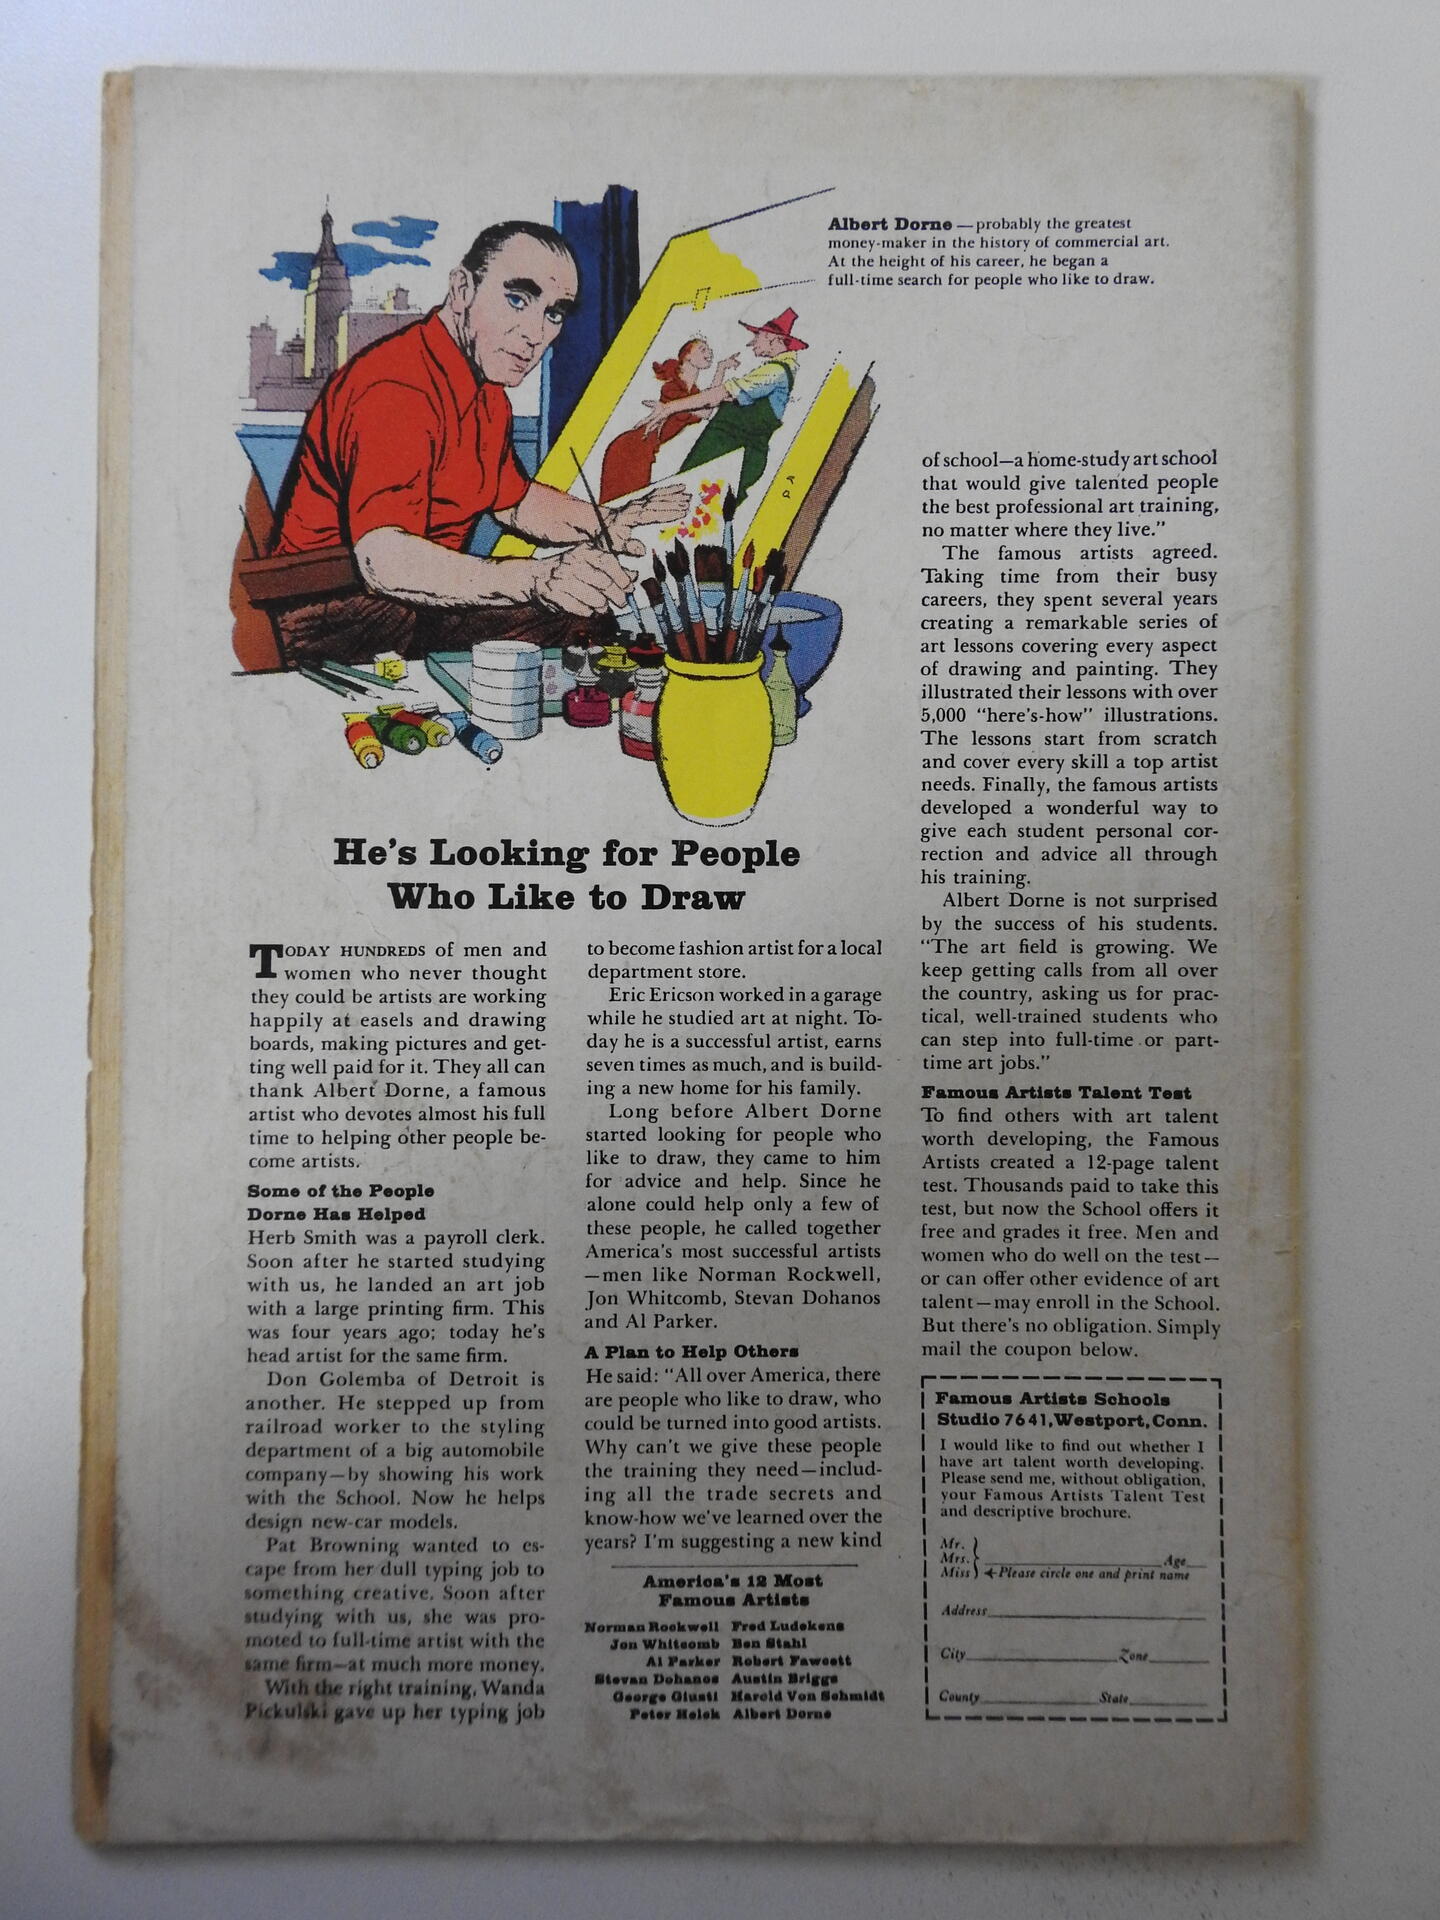 Albert Dorne — probably the greatest
money-maker in the history of commercial art.
At the height of his career, he began a
full-time search for people who like to draw.
He's Looking for People
Who Like to Draw
TODAY HUNDREDS of men and
women who never thought
they could be artists are working
happily at easels and drawing
boards, making pictures and get-
ting well paid for it. They all can
thank Albert Dorne, a famous
artist who devotes almost his full
time to helping other people be-
come artists.
Some of the People
Dorne Has Helped
Herb Smith was a payroll clerk.
Soon after he started studying
with us, he landed an art job
with a large printing firm. This
was four years ago; today he's
head artist for the same firm.
Don Golemba of Detroit is
another. He stepped up from
railroad worker to the styling
department of a big automobile
company—by showing his work
with the School. Now he helps
design new-car models.
Pat Browning wanted to es-
cape from her dull typing job to
something creative. Soon after
studying with us, she was pro-
moted to full-time artist with the
same firm—at much more money.
With the right training, Wanda
Pickulski gave up her typing job
to become fashion artist for a local
department store.
Eric Ericson worked in a garage
while he studied art at night. To-
day he is a successful artist, earns
seven times as much, and is build-
ing a new home for his family.
Long before Albert Dorne
started looking for people who
like to draw, they came to him
for advice and help. Since he
alone could help only a few of
these people, he called together
America's most successful artists
—men like Norman Rockwell,
Jon Whitcomb, Stevan Dohanos
and Al Parker.
A Plan to Help Others
He said: "All over America, there
are people who like to draw, who
could be turned into good artists.
Why can't we give these people
the training they need—includ-
ing all the trade secrets and
know-how we've learned over the
years? I'm suggesting a new kind
America's 12 Most
Famous Artists
Norman Rockwell Fred Ludekens
Jon Whitcomb Ben Stahl
Al Parker Robert Fawcett
Stevan Dohanos Austin Briggs
George Giusti Harold Von Schmidt
Peter Helck Albert Dorne
of school—a home-study art school
that would give talented people
the best professional art training,
no matter where they live."
The famous artists agreed.
Taking time from their busy
careers, they spent several years
creating a remarkable series of
art lessons covering every aspect
of drawing and painting. They
illustrated their lessons with over
5,000 "here's-how" illustrations.
The lessons start from scratch
and cover every skill a top artist
needs. Finally, the famous artists
developed a wonderful way to
give each student personal cor-
rection and advice all through
his training.
Albert Dorne is not surprised
by the success of his students.
"The art field is growing. We
keep getting calls from all over
the country, asking us for prac-
tical, well-trained students who
can step into full-time or part-
time art jobs."
Famous Artists Talent Test
To find others with art talent
worth developing, the Famous
Artists created a 12-page talent
test. Thousands paid to take this
test, but now the School offers it
free and grades it free. Men and
women who do well on the test—
or can offer other evidence of art
talent—may enroll in the School.
But there's no obligation. Simply
mail the coupon below.
Famous Artists Schools
Studio 7641, Westport, Conn.
I would like to find out whether I
have art talent worth developing.
Please send me, without obligation,
your Famous Artists Talent Test
and descriptive brochure.
Mr.
Mrs. Age
Miss Please circle one and print name
Address
City Zone
County State